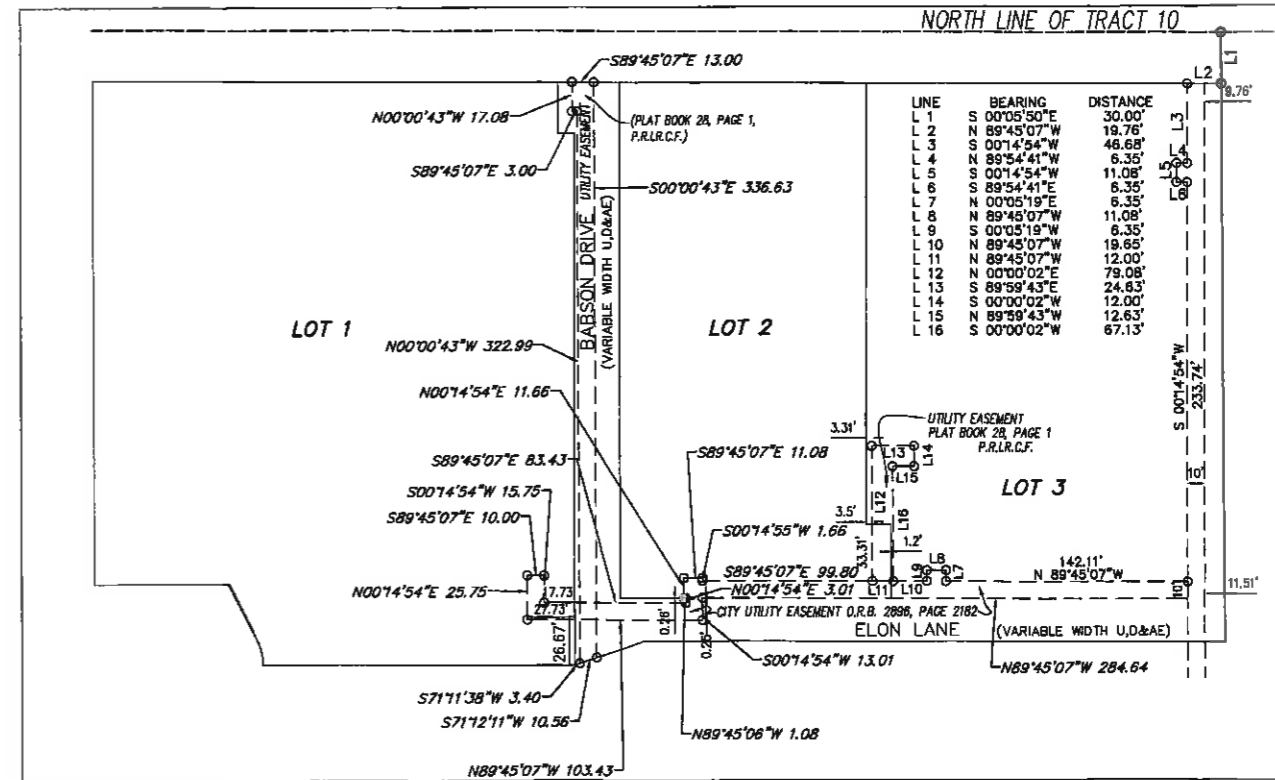 NORTH LINE OF TRACT 10
S89°45'07"E 13.00
L1
L2
9.76'
N00°00'43"W 17.08
(PLAT BOOK 28, PAGE 1,
P.R.I.R.C.F.)
S89°45'07"E 3.00
UTILITY EASEMENT
S00°00'43"E 336.63
BABSON DRIVE
(VARIABLE WIDTH U,D&AE)
LINE BEARING DISTANCE
L 1 S 00°05'50"E 30.00'
L 2 N 89°45'07"W 19.76'
L 3 S 00°14'54"W 46.68'
L 4 N 89°54'41"W 6.35'
L 5 S 00°14'54"W 11.08'
L 6 S 89°54'41"E 6.35'
L 7 N 00°05'19"E 6.35'
L 8 N 89°45'07"W 11.08'
L 9 S 00°05'19"W 6.35'
L 10 N 89°45'07"W 19.65'
L 11 N 89°45'07"W 12.00'
L 12 N 00°00'02"E 79.08'
L 13 S 89°59'43"E 24.63'
L 14 S 00°00'02"W 12.00'
L 15 N 89°59'43"W 12.63'
L 16 S 00°00'02"W 67.13'
L3
L4
L5
L6
LOT 1
LOT 2
N00°00'43"W 322.99
N00°14'54"E 11.66
S 00°14'54"W
233.74'
UTILITY EASEMENT
PLAT BOOK 28, PAGE 1
P.R.I.R.C.F.
3.31'
L13
L14
L15
S89°45'07"E 11.08
S89°45'07"E 83.43
10'
LOT 3
S00°14'54"W 15.75
L12
L16
3.5'
S89°45'07"E 10.00
S00°14'55"W 1.66
1.2'
33.31'
142.11'
S89°45'07"E 99.80
L9
L8
L7
N 89°45'07"W
N00°14'54"E 25.75
17.73
N00°14'54"E 3.01
L11
L10
10'
11.51'
27.73'
CITY UTILITY EASEMENT O.R.B. 2896, PAGE 2182
0.26'
0.26'
ELON LANE
(VARIABLE WIDTH U,D&AE)
26.67'
S00°14'54"W 13.01
N89°45'07"W 284.64
S71°11'38"W 3.40
S71°12'11"W 10.56
N89°45'06"W 1.08
N89°45'07"W 103.43